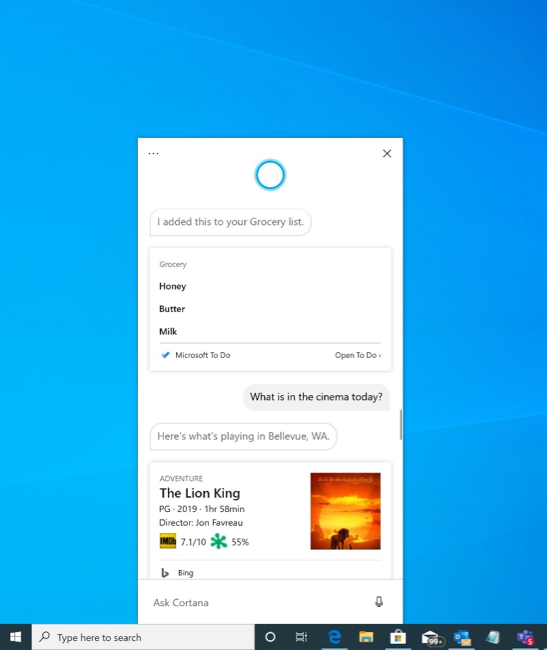 ...
I added this to your Grocery list.
Grocery
Honey
Butter
Milk
Microsoft To Do
Open To Do ›
What is in the cinema today?
Here's what's playing in Bellevue, WA.
ADVENTURE
The Lion King
PG · 2019 · 1hr 58min
Director: Jon Favreau
IMDb 7.1/10 55%
Bing
Ask Cortana
Type here to search
99+
5